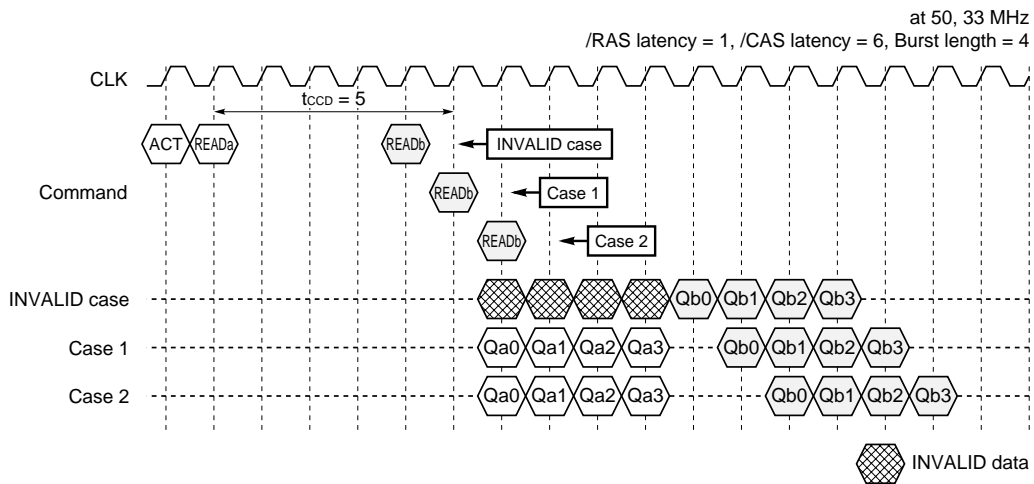 at 50, 33 MHz
/RAS latency = 1, /CAS latency = 6, Burst length = 4
CLK
tCCD = 5
ACT READa READb INVALID case
Command READb Case 1
READb Case 2
INVALID case Qb0 Qb1 Qb2 Qb3
Case 1 Qa0 Qa1 Qa2 Qa3 Qb0 Qb1 Qb2 Qb3
Case 2 Qa0 Qa1 Qa2 Qa3 Qb0 Qb1 Qb2 Qb3
INVALID data